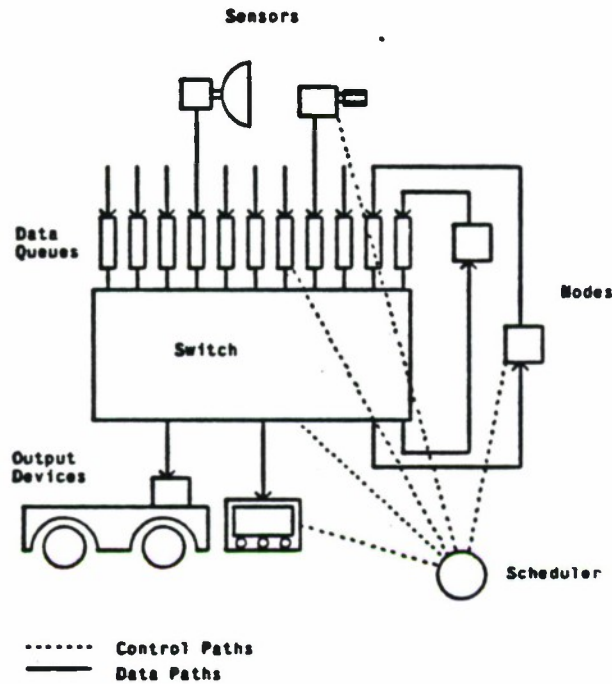 Sensors
Data
Queues
Nodes
Switch
Output
Devices
Scheduler
Control Paths
Data Paths